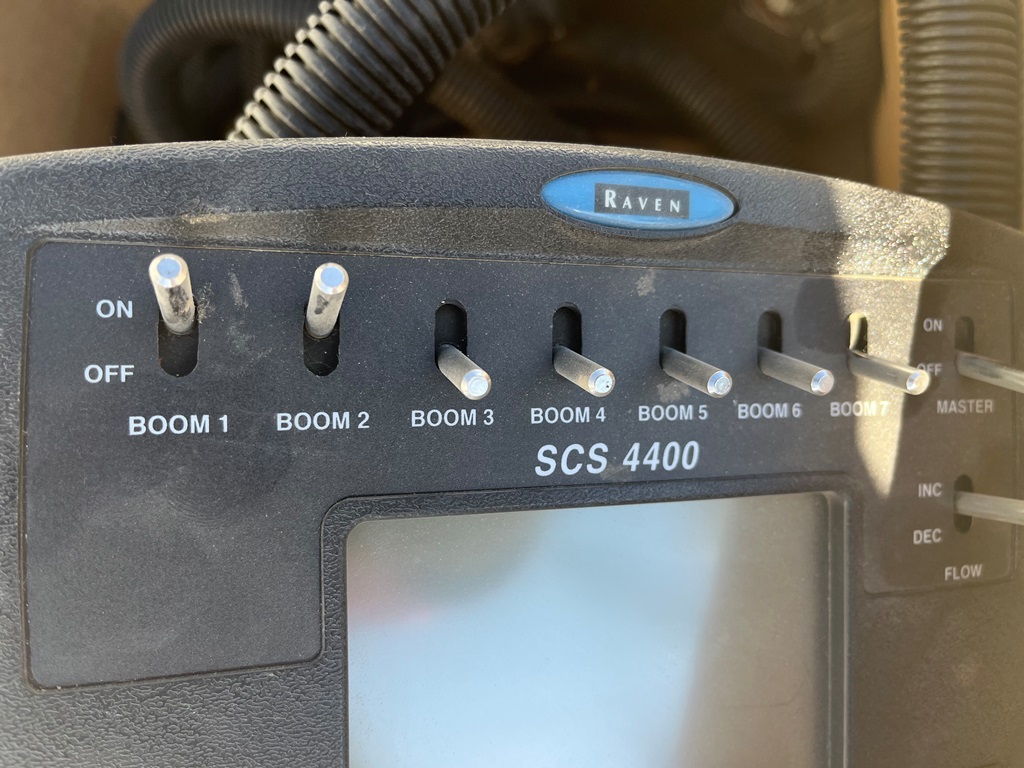 RAVEN
ON
OFF
BOOM 1
BOOM 2
BOOM 3
BOOM 4
BOOM 5
BOOM 6
BOOM 7
ON
OFF
MASTER
SCS 4400
INC
DEC
FLOW